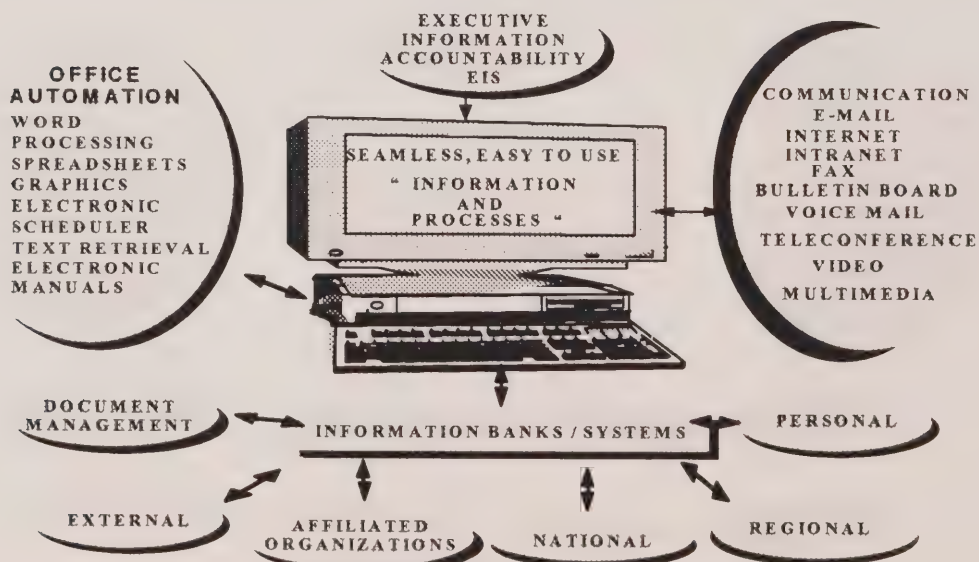 EXECUTIVE
INFORMATION
ACCOUNTABILITY
EIS
OFFICE
AUTOMATION
WORD
PROCESSING
SPREADSHEETS
GRAPHICS
ELECTRONIC
SCHEDULER
TEXT RETRIEVAL
ELECTRONIC
MANUALS
SEAMLESS, EASY TO USE
“ INFORMATION
AND
PROCESSES “
COMMUNICATION
E-MAIL
INTERNET
INTRANET
FAX
BULLETIN BOARD
VOICE MAIL
TELECONFERENCE
VIDEO
MULTIMEDIA
DOCUMENT
MANAGEMENT
INFORMATION BANKS / SYSTEMS
PERSONAL
EXTERNAL
AFFILIATED
ORGANIZATIONS
NATIONAL
REGIONAL